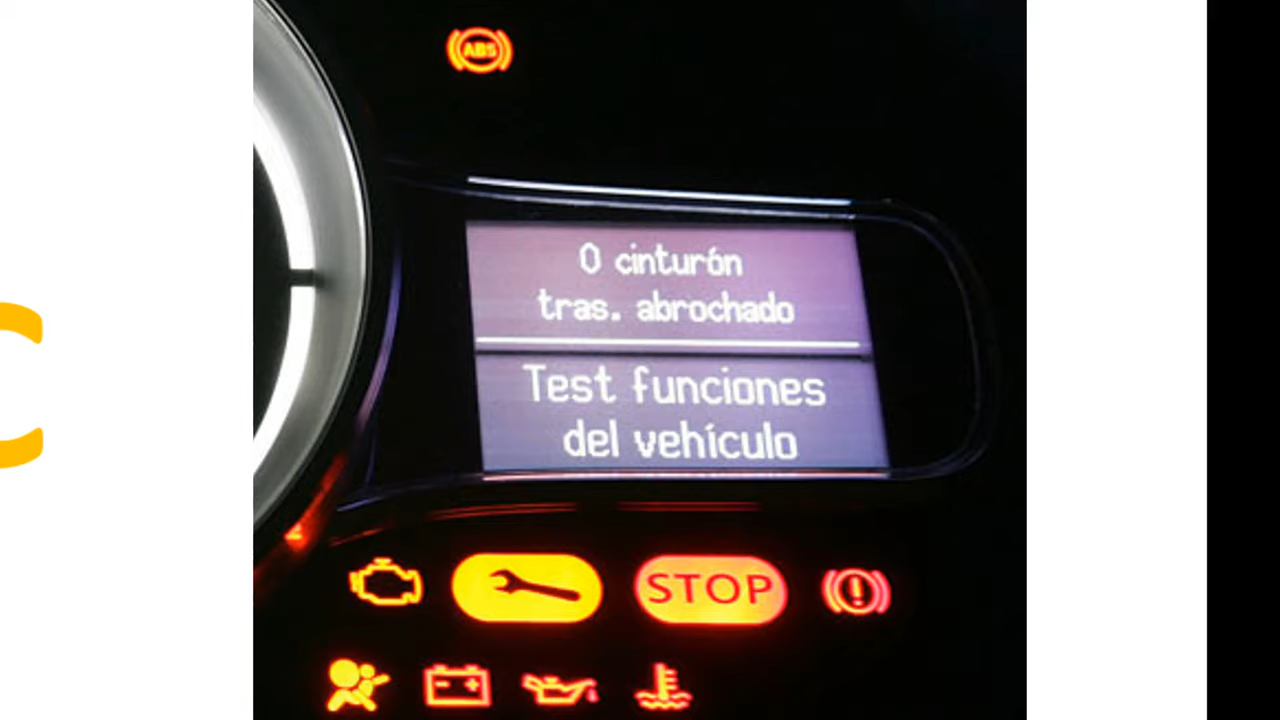 ABS
0 cinturón
tras. abrochado
Test funciones
del vehículo
STOP